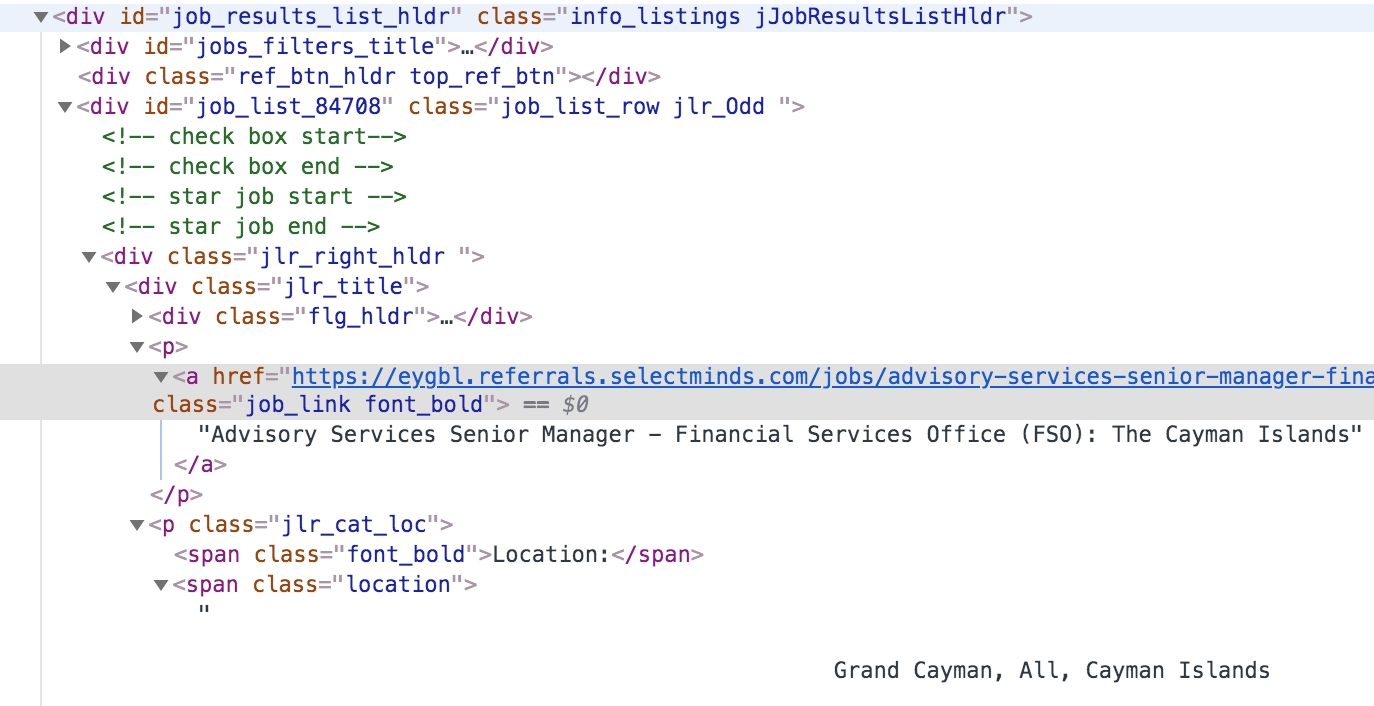 ▼<div id="job_results_list_hldr" class="info_listings jJobResultsListHldr">
▶<div id="jobs_filters_title">…</div>
<div class="ref_btn_hldr top_ref_btn"></div>
▼<div id="job_list_84708" class="job_list_row jlr_Odd ">
<!-- check box start-->
<!-- check box end -->
<!-- star job start -->
<!-- star job end -->
▼<div class="jlr_right_hldr ">
▼<div class="jlr_title">
▶<div class="flg_hldr">…</div>
▼<p>
▼<a href="https://eygbl.referrals.selectminds.com/jobs/advisory-services-senior-manager-fina
class="job_link font_bold"> == $0
"Advisory Services Senior Manager – Financial Services Office (FSO): The Cayman Islands"
</a>
</p>
▼<p class="jlr_cat_loc">
<span class="font_bold">Location:</span>
▼<span class="location">
"
Grand Cayman, All, Cayman Islands